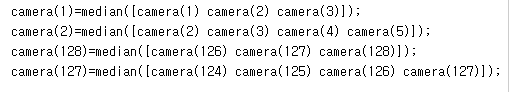 camera(1)=median([camera(1) camera(2) camera(3)]);
camera(2)=median([camera(2) camera(3) camera(4) camera(5)]);
camera(128)=median([camera(126) camera(127) camera(128)]);
camera(127)=median([camera(124) camera(125) camera(126) camera(127)]);